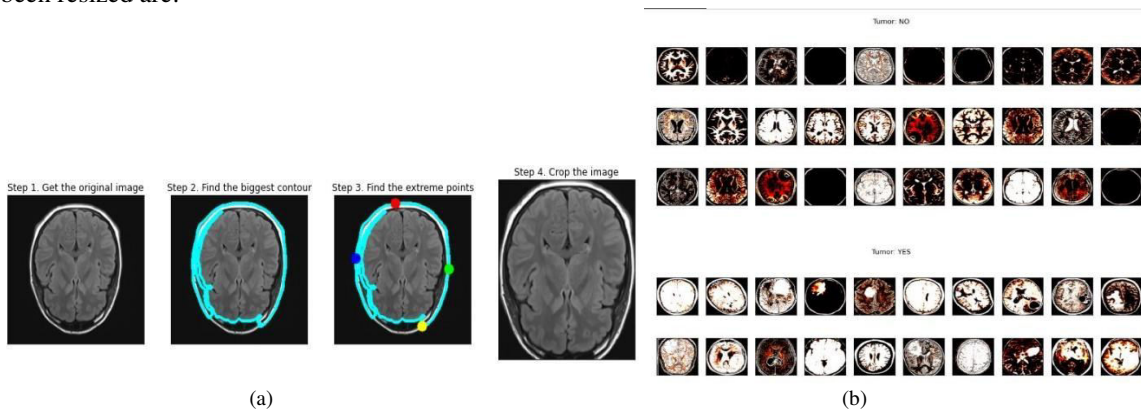 been resized are:
Tumor: NO
Step 1. Get the original image
Step 2. Find the biggest contour
Step 3. Find the extreme points
Step 4. Crop the image
Tumor: YES
(a)
(b)